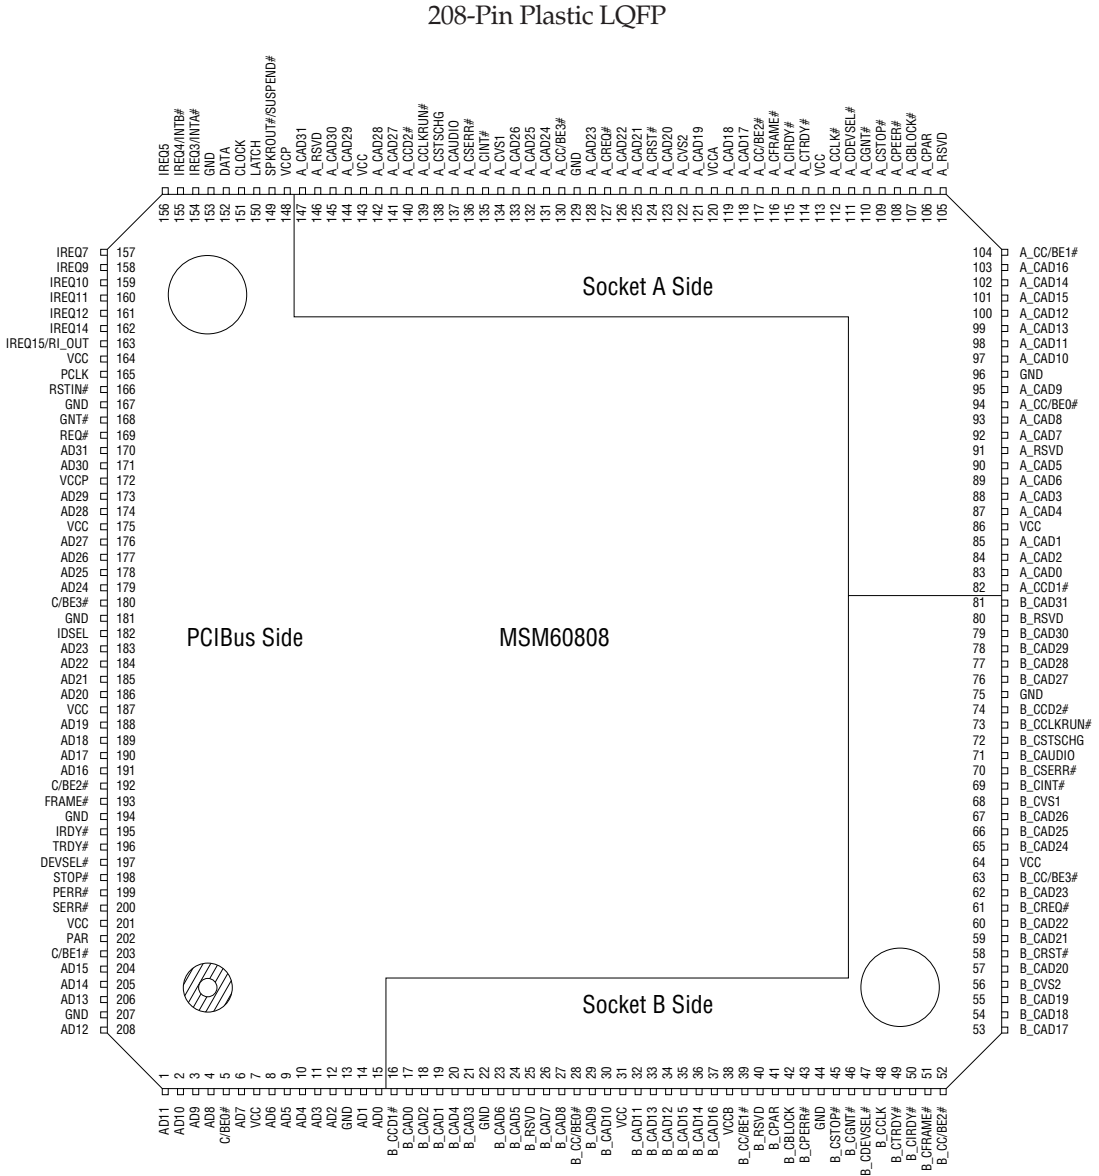 208-Pin Plastic LQFP
IREQ5 156
IREQ4/INTB# 155
IREQ3/INTA# 154
GND 153
DATA 152
CLOCK 151
LATCH 150
SPKROUT#/SUSPEND# 149
VCCP 148
A_CAD31 147
A_RSVD 146
A_CAD30 145
A_CAD29 144
VCC 143
A_CAD28 142
A_CAD27 141
A_CCD2# 140
A_CCLKRUN# 139
A_CSTSCHG 138
A_CAUDIO 137
A_CSERR# 136
A_CINT# 135
A_CVS1 134
A_CAD26 133
A_CAD25 132
A_CAD24 131
A_CC/BE3# 130
GND 129
A_CAD23 128
A_CREQ# 127
A_CAD22 126
A_CAD21 125
A_CRST# 124
A_CAD20 123
A_CVS2 122
A_CAD19 121
VCCA 120
A_CAD18 119
A_CAD17 118
A_CC/BE2# 117
A_CFRAME# 116
A_CIRDY# 115
A_CTRDY# 114
VCC 113
A_CCLK# 112
A_CDEVSEL# 111
A_CGNT# 110
A_CSTOP# 109
A_CPEER# 108
A_CBLOCK# 107
A_CPAR 106
A_RSVD 105
IREQ7 157
IREQ9 158
IREQ10 159
IREQ11 160
IREQ12 161
IREQ14 162
IREQ15/RI_OUT 163
VCC 164
PCLK 165
RSTIN# 166
GND 167
GNT# 168
REQ# 169
AD31 170
AD30 171
VCCP 172
AD29 173
AD28 174
VCC 175
AD27 176
AD26 177
AD25 178
AD24 179
C/BE3# 180
GND 181
IDSEL 182
AD23 183
AD22 184
AD21 185
AD20 186
VCC 187
AD19 188
AD18 189
AD17 190
AD16 191
C/BE2# 192
FRAME# 193
GND 194
IRDY# 195
TRDY# 196
DEVSEL# 197
STOP# 198
PERR# 199
SERR# 200
VCC 201
PAR 202
C/BE1# 203
AD15 204
AD14 205
AD13 206
GND 207
AD12 208
Socket A Side
PCIBus Side
MSM60808
Socket B Side
104 A_CC/BE1#
103 A_CAD16
102 A_CAD14
101 A_CAD15
100 A_CAD12
99 A_CAD13
98 A_CAD11
97 A_CAD10
96 GND
95 A_CAD9
94 A_CC/BE0#
93 A_CAD8
92 A_CAD7
91 A_RSVD
90 A_CAD5
89 A_CAD6
88 A_CAD3
87 A_CAD4
86 VCC
85 A_CAD1
84 A_CAD2
83 A_CAD0
82 A_CCD1#
81 B_CAD31
80 B_RSVD
79 B_CAD30
78 B_CAD29
77 B_CAD28
76 B_CAD27
75 GND
74 B_CCD2#
73 B_CCLKRUN#
72 B_CSTSCHG
71 B_CAUDIO
70 B_CSERR#
69 B_CINT#
68 B_CVS1
67 B_CAD26
66 B_CAD25
65 B_CAD24
64 VCC
63 B_CC/BE3#
62 B_CAD23
61 B_CREQ#
60 B_CAD22
59 B_CAD21
58 B_CRST#
57 B_CAD20
56 B_CVS2
55 B_CAD19
54 B_CAD18
53 B_CAD17
1 AD11
2 AD10
3 AD9
4 AD8
5 C/BE0#
6 AD7
7 VCC
8 AD6
9 AD5
10 AD4
11 AD3
12 AD2
13 GND
14 AD1
15 AD0
16 B_CCD1#
17 B_CAD0
18 B_CAD2
19 B_CAD1
20 B_CAD4
21 B_CAD3
22 GND
23 B_CAD6
24 B_CAD5
25 B_RSVD
26 B_CAD7
27 B_CAD8
28 B_CC/BE0#
29 B_CAD9
30 B_CAD10
31 VCC
32 B_CAD11
33 B_CAD13
34 B_CAD12
35 B_CAD15
36 B_CAD14
37 B_CAD16
38 VCCB
39 B_CC/BE1#
40 B_RSVD
41 B_CPAR
42 B_CBLOCK
43 B_CPERR#
44 GND
45 B_CSTOP#
46 B_CGNT#
47 B_CDEVSEL#
48 B_CCLK
49 B_CTRDY#
50 B_CIRDY#
51 B_CFRAME#
52 B_CC/BE2#